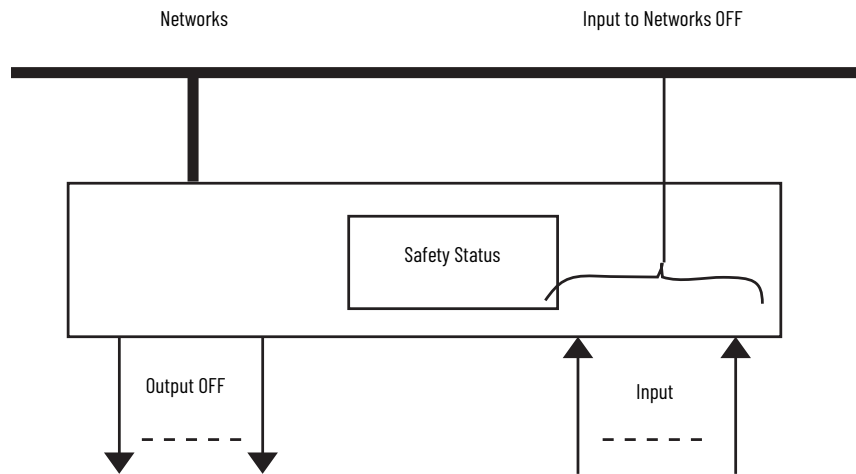 Networks
Input to Networks OFF
Safety Status
Output OFF
Input